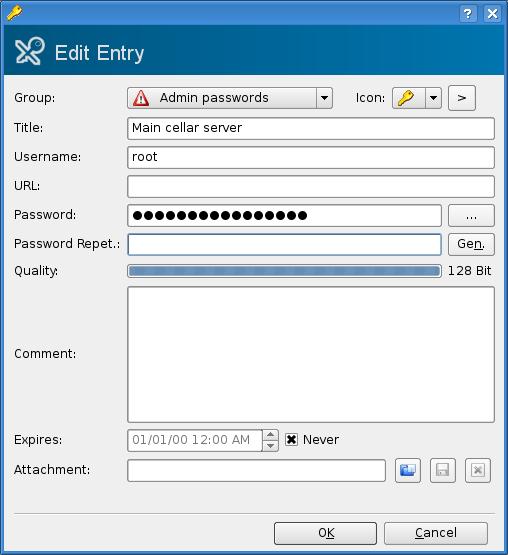 ?
Edit Entry
Group: Admin passwords Icon: >
Title: Main cellar server
Username: root
URL:
Password: ●●●●●●●●●●●●●●●● ...
Password Repet.: Gen.
Quality: 128 Bit
Comment:
Expires: 01/01/00 12:00 AM Never
Attachment:
OK Cancel